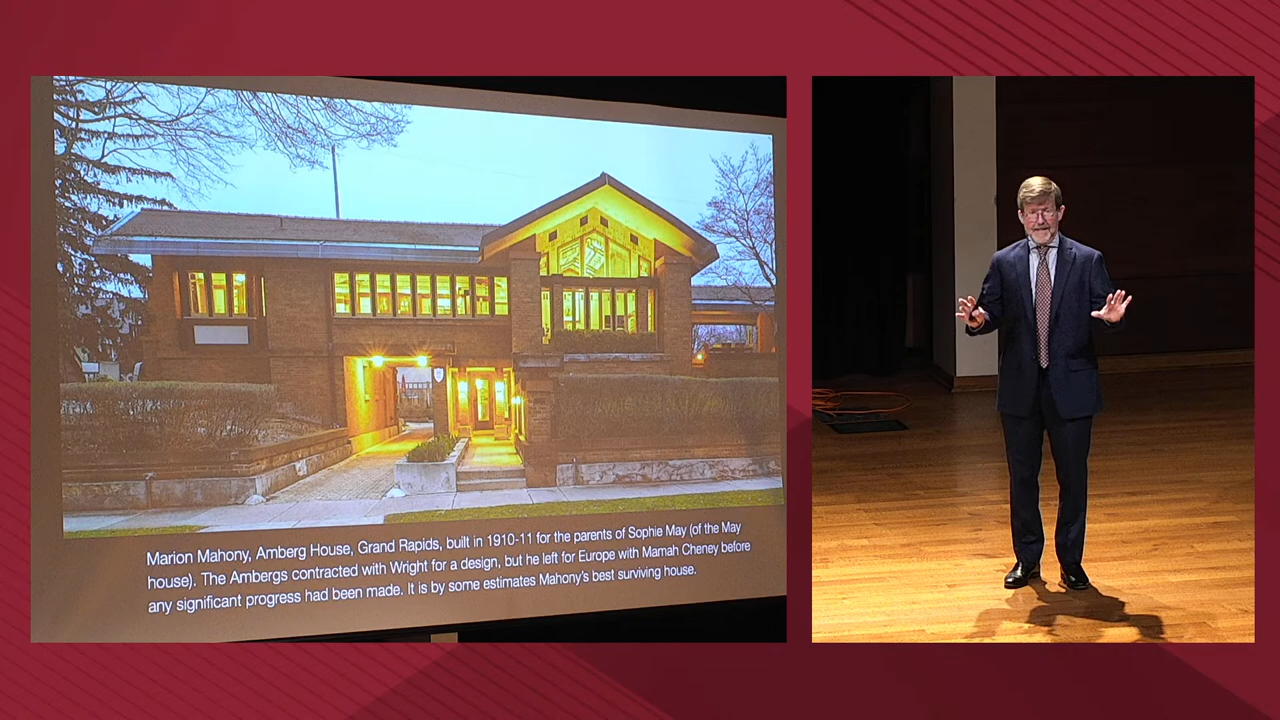 Marion Mahony, Amberg House, Grand Rapids, built in 1910-11 for the parents of Sophie May (of the May
house). The Ambergs contracted with Wright for a design, but he left for Europe with Mamah Cheney before
any significant progress had been made. It is by some estimates Mahony's best surviving house.